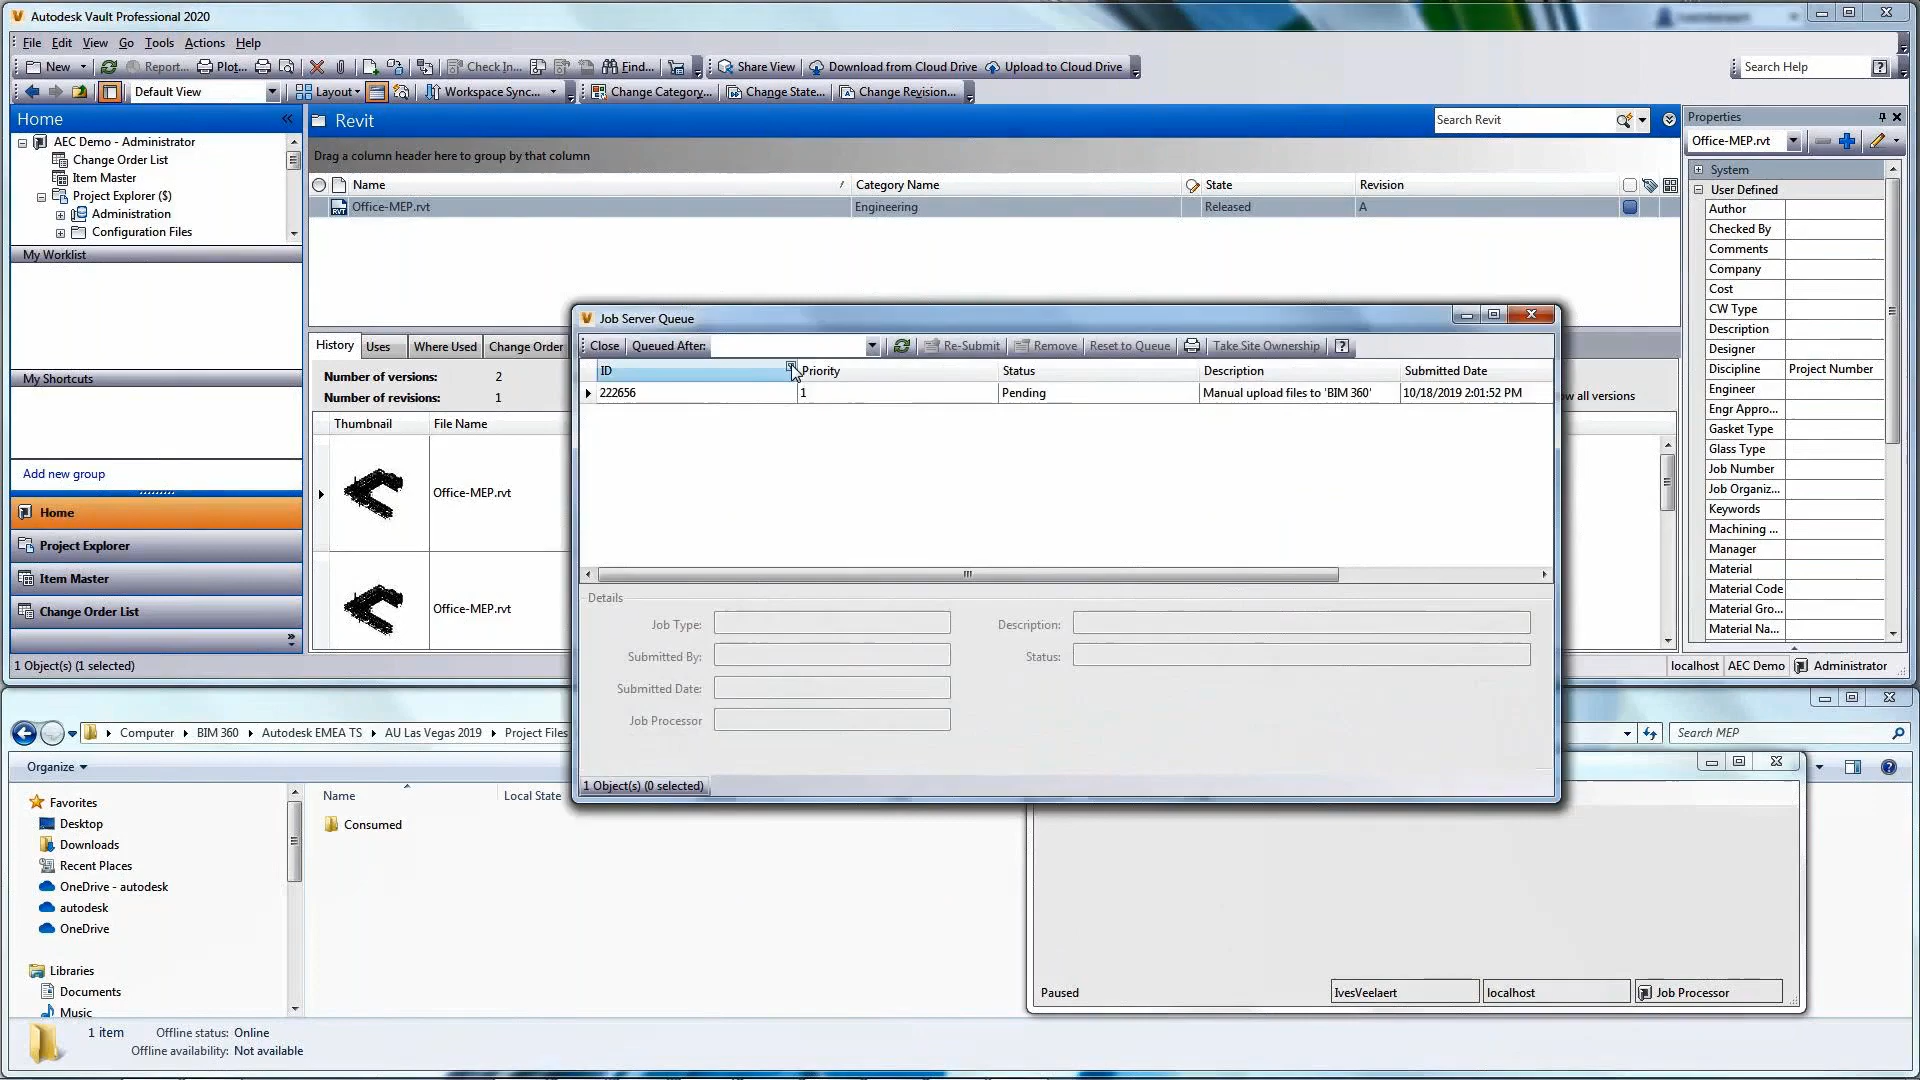 Autodesk Vault Professional 2020
File Edit View Go Tools Actions Help
New Report... Plot... Check In... Find... Share View Download from Cloud Drive Upload to Cloud Drive Search Help
Default View Layout Workspace Sync... Change Category... Change State... Change Revision...
Home
AEC Demo - Administrator
Change Order List
Item Master
Project Explorer ($)
Administration
Configuration Files
My Worklist
My Shortcuts
Add new group
Home
Project Explorer
Item Master
Change Order List
1 Object(s) (1 selected)
Revit
Search Revit
Drag a column header here to group by that column
Name Category Name State Revision
Office-MEP.rvt Engineering Released A
History Uses Where Used Change Order
Number of versions: 2
Number of revisions: 1
Thumbnail File Name
Office-MEP.rvt
Office-MEP.rvt
ow all versions
Properties
Office-MEP.rvt
System
User Defined
Author
Checked By
Comments
Company
Cost
CW Type
Description
Designer
Discipline Project Number
Engineer
Engr Appro...
Gasket Type
Glass Type
Job Number
Job Organiz...
Keywords
Machining ...
Manager
Material
Material Code
Material Gro...
Material Na...
localhost AEC Demo Administrator
Job Server Queue
Close Queued After: Re-Submit Remove Reset to Queue Take Site Ownership
ID Priority Status Description Submitted Date
222656 1 Pending Manual upload files to 'BIM 360' 10/18/2019 2:01:52 PM
Details
Job Type: Description:
Submitted By: Status:
Submitted Date:
Job Processor
1 Object(s) (0 selected)
Computer BIM 360 Autodesk EMEA TS AU Las Vegas 2019 Project Files
Search MEP
Organize
Favorites
Desktop
Downloads
Recent Places
OneDrive - autodesk
autodesk
OneDrive
Libraries
Documents
Music
Name Local State
Consumed
1 item Offline status: Online
Offline availability: Not available
Paused IvesVeelaert localhost Job Processor